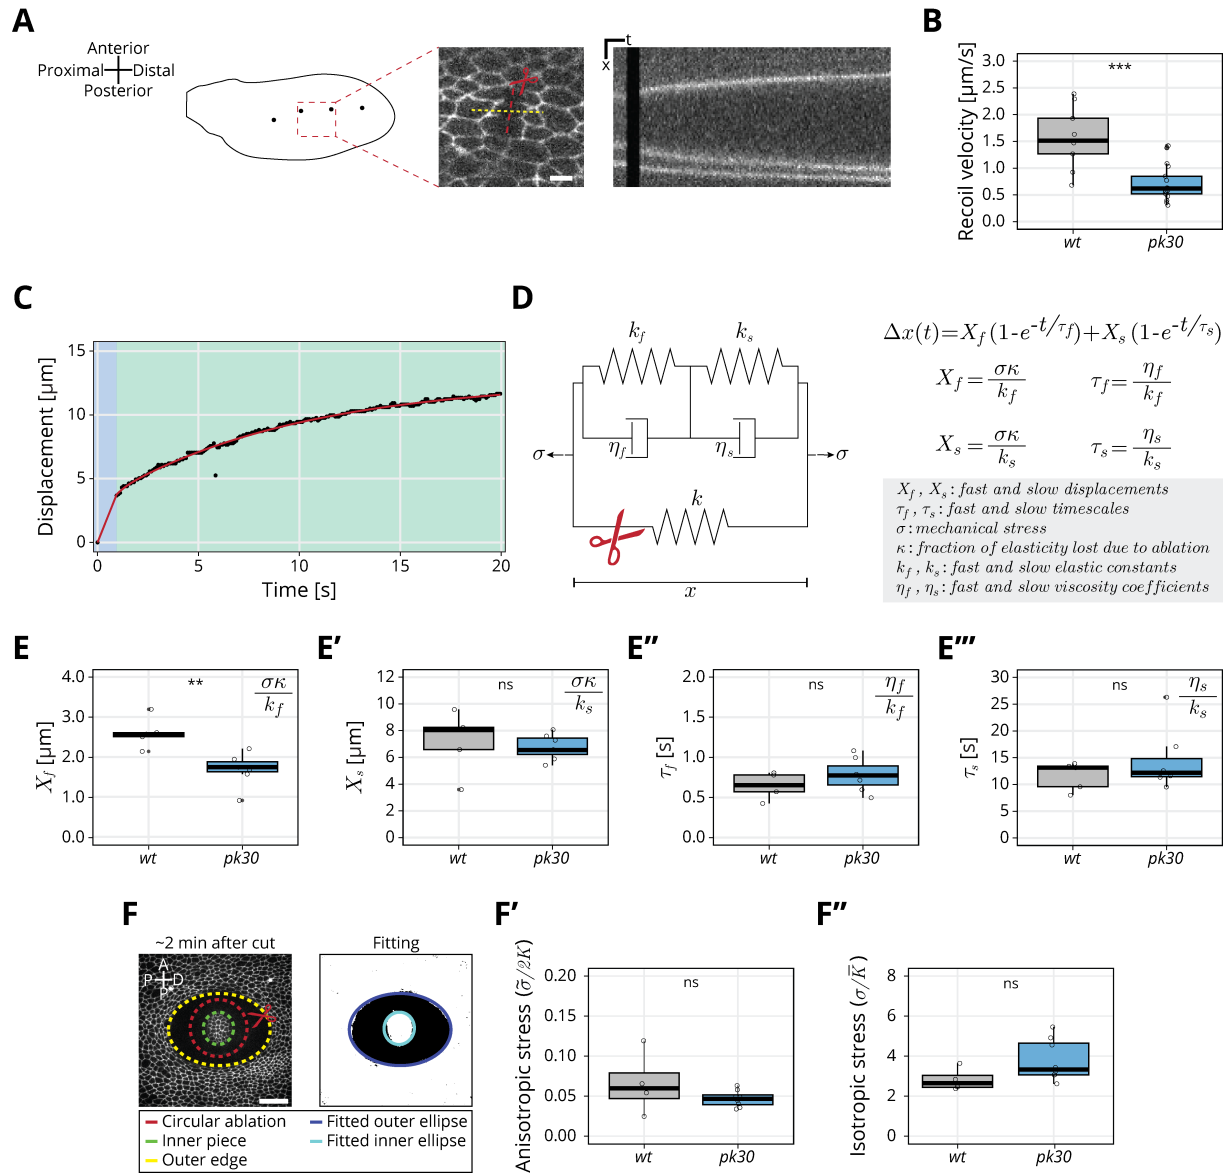 A
Anterior
Proximal
Distal
Posterior
t
x
B
Recoil velocity [µm/s]
3.0
2.5
2.0
1.5
1.0
0.5
0.0
***
wt
pk30
C
Displacement [µm]
15
10
5
0
0
5
10
15
20
Time [s]
D
k_f
k_s
η_f
η_s
σ
σ
k
x
Δx(t)=X_f (1-e^-t/τ_f)+X_s (1-e^-t/τ_s)
X_f = σκ/k_f
τ_f = η_f/k_f
X_s = σκ/k_s
τ_s = η_s/k_s
X_f , X_s : fast and slow displacements
τ_f , τ_s : fast and slow timescales
σ : mechanical stress
κ : fraction of elasticity lost due to ablation
k_f , k_s : fast and slow elastic constants
η_f , η_s : fast and slow viscosity coefficients
E
X_f [µm]
4.0
3.0
2.0
1.0
0.0
**
σκ/k_f
wt
pk30
E′
X_s [µm]
12
10
8
6
4
2
0
ns
σκ/k_s
wt
pk30
E″
τ_f [s]
2.0
1.5
1.0
0.5
0.0
ns
η_f/k_f
wt
pk30
E‴
τ_s [s]
30
25
20
15
10
5
0
ns
η_s/k_s
wt
pk30
F
~2 min after cut
A
P
D
P
Fitting
Circular ablation
Inner piece
Outer edge
Fitted outer ellipse
Fitted inner ellipse
F′
Anisotropic stress (σ̃/2K)
0.20
0.15
0.10
0.05
0.00
ns
wt
pk30
F″
Isotropic stress (σ/K̅)
8
6
4
2
0
ns
wt
pk30